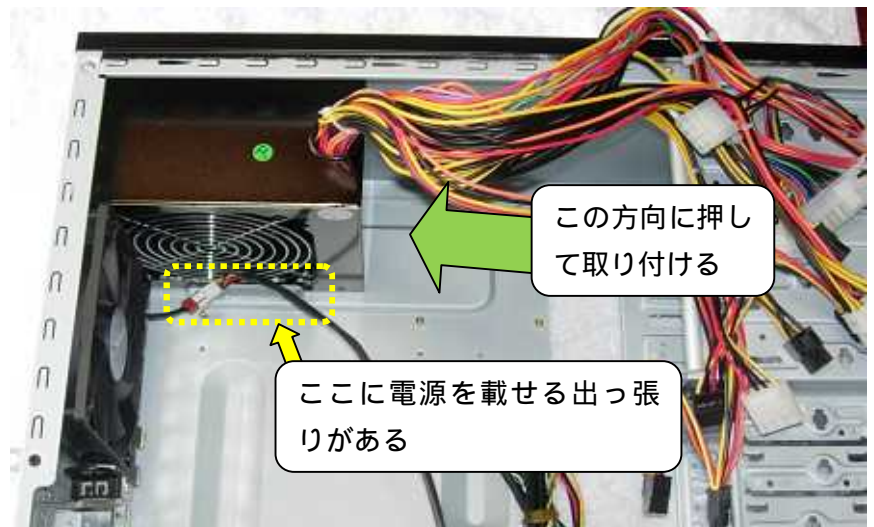 この方向に押し
て取り付ける
ここに電源を載せる出っ張
りがある